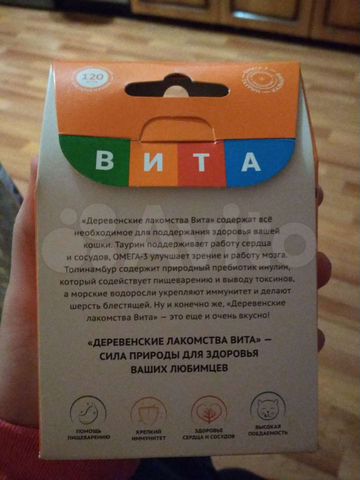 120
ВИТА
«Деревенские лакомства Вита» содержат всё
необходимое для поддержания здоровья вашей
кошки. Таурин поддерживает работу сердца
и сосудов, ОМЕГА-3 улучшает зрение и работу мозга.
Топинамбур содержит природный пребиотик инулин,
который содействует пищеварению и выводу токсинов,
а морские водоросли укрепляют иммунитет и делают
шерсть блестящей. Ну и конечно же, «Деревенские
лакомства Вита» — это еще и очень вкусно!
«ДЕРЕВЕНСКИЕ ЛАКОМСТВА ВИТА» —
СИЛА ПРИРОДЫ ДЛЯ ЗДОРОВЬЯ
ВАШИХ ЛЮБИМЦЕВ
ПОМОЩЬ
ПИЩЕВАРЕНИЮ
КРЕПКИЙ
ИММУНИТЕТ
ЗДОРОВЬЕ
СЕРДЦА И СОСУДОВ
ВЫСОКАЯ
ПОЕДАЕМОСТЬ
Avito